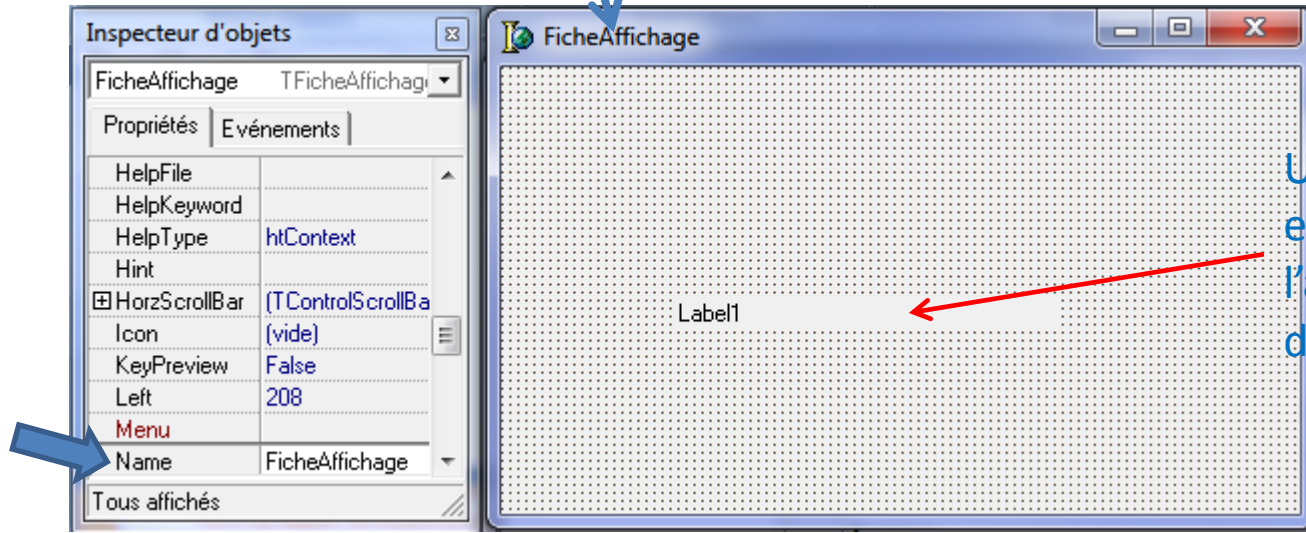 Inspecteur d'objets
FicheAffichage TFicheAffichag
Propriétés Evénements
HelpFile
HelpKeyword
HelpType htContext
Hint
HorzScrollBar (TControlScrollBa
Icon (vide)
KeyPreview False
Left 208
Menu
Name FicheAffichage
Tous affichés
FicheAffichage
Label1